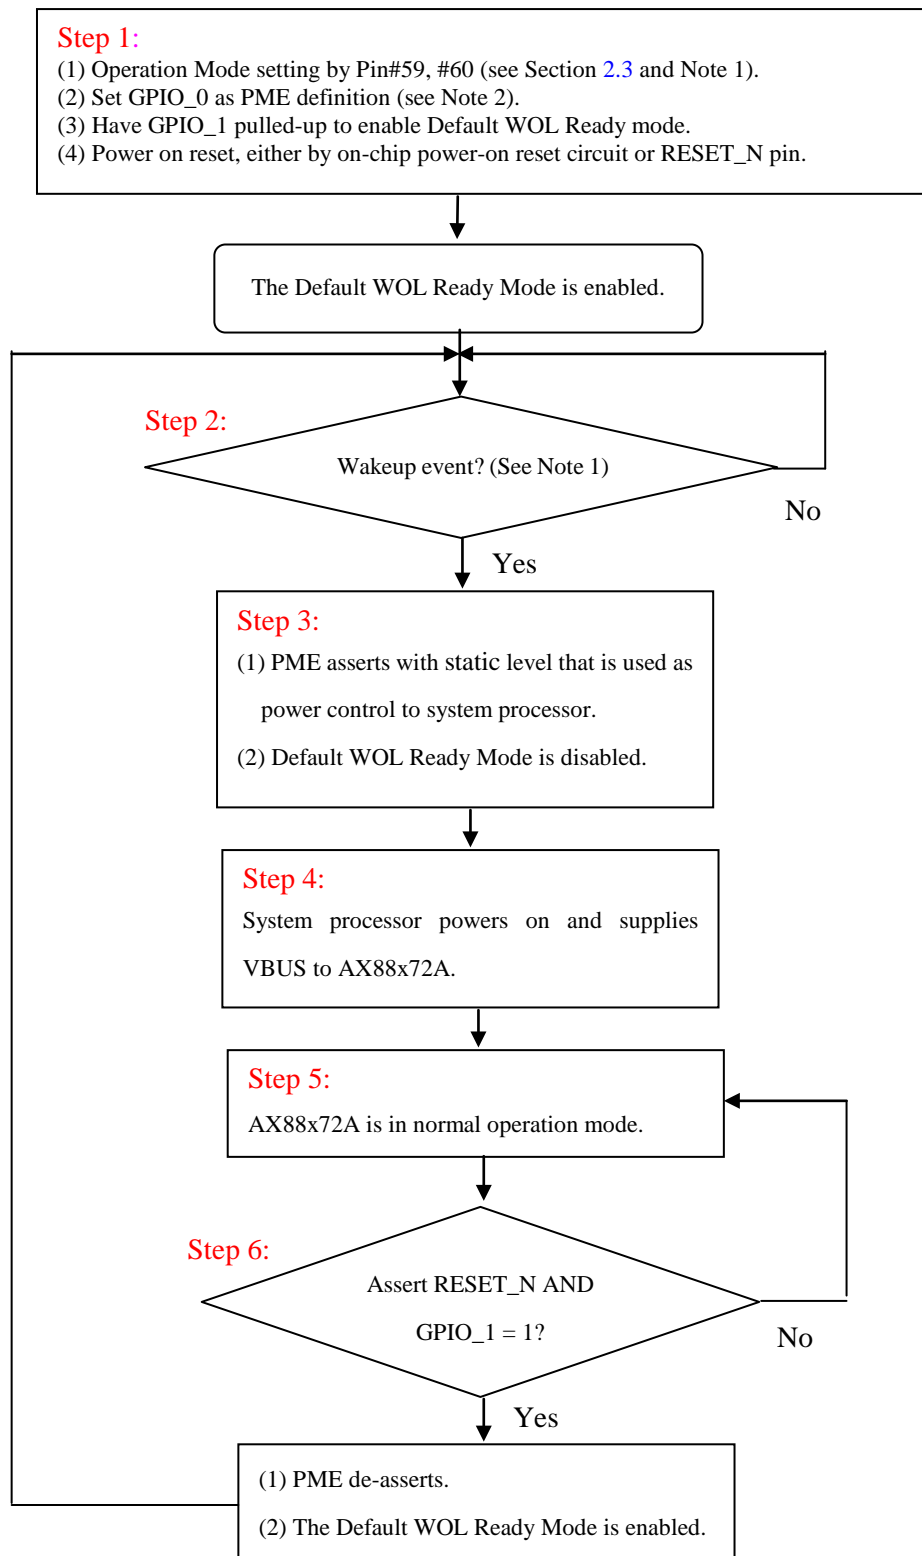 Step 1:
(1) Operation Mode setting by Pin#59, #60 (see Section 2.3 and Note 1).
(2) Set GPIO_0 as PME definition (see Note 2).
(3) Have GPIO_1 pulled-up to enable Default WOL Ready mode.
(4) Power on reset, either by on-chip power-on reset circuit or RESET_N pin.
The Default WOL Ready Mode is enabled.
Step 2:
Wakeup event? (See Note 1)
No
Yes
Step 3:
(1) PME asserts with static level that is used as
power control to system processor.
(2) Default WOL Ready Mode is disabled.
Step 4:
System processor powers on and supplies
VBUS to AX88x72A.
Step 5:
AX88x72A is in normal operation mode.
Step 6:
Assert RESET_N AND
GPIO_1 = 1?
No
Yes
(1) PME de-asserts.
(2) The Default WOL Ready Mode is enabled.